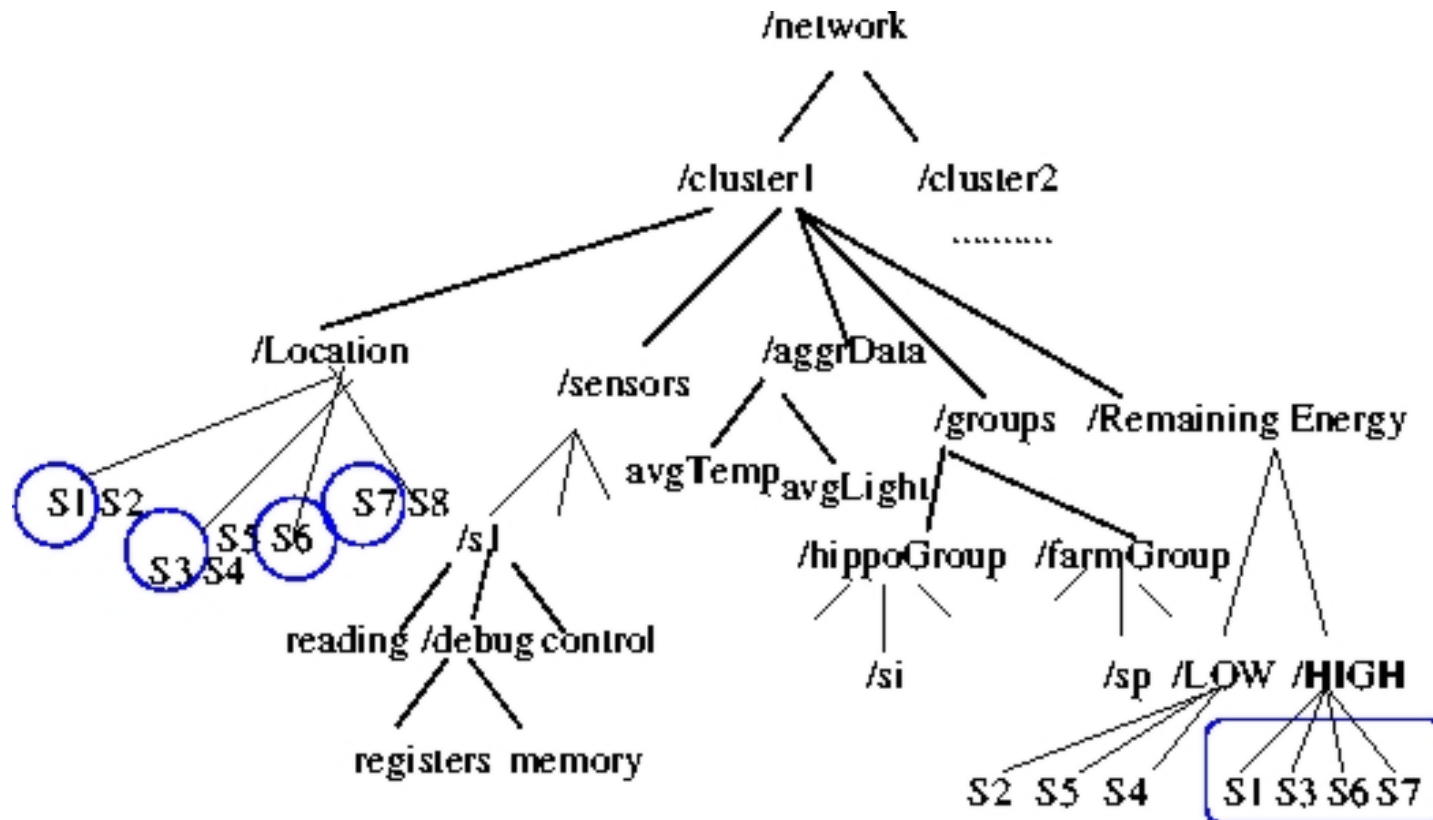 /network
/cluster1 /cluster2
..........
/Location /aggrData
/sensors
/groups /Remaining Energy
avgTemp avgLight
S1 S2 S7 S8
S5 S6 /s1
/hippoGroup /farmGroup
S3 S4
reading /debug control
/si /sp /LOW /HIGH
registers memory
S2 S5 S4 S1 S3 S6 S7